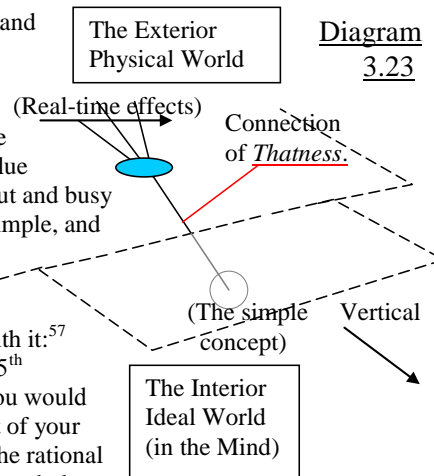 and
The Exterior
Physical World
Diagram
3.23
(Real-time effects)
Connection
of Thatness.
lue
ut and busy
imple, and
(The simple
concept)
Vertical
ith it:57
5th
ou would
t of your
he rational
The Interior
Ideal World
(in the Mind)